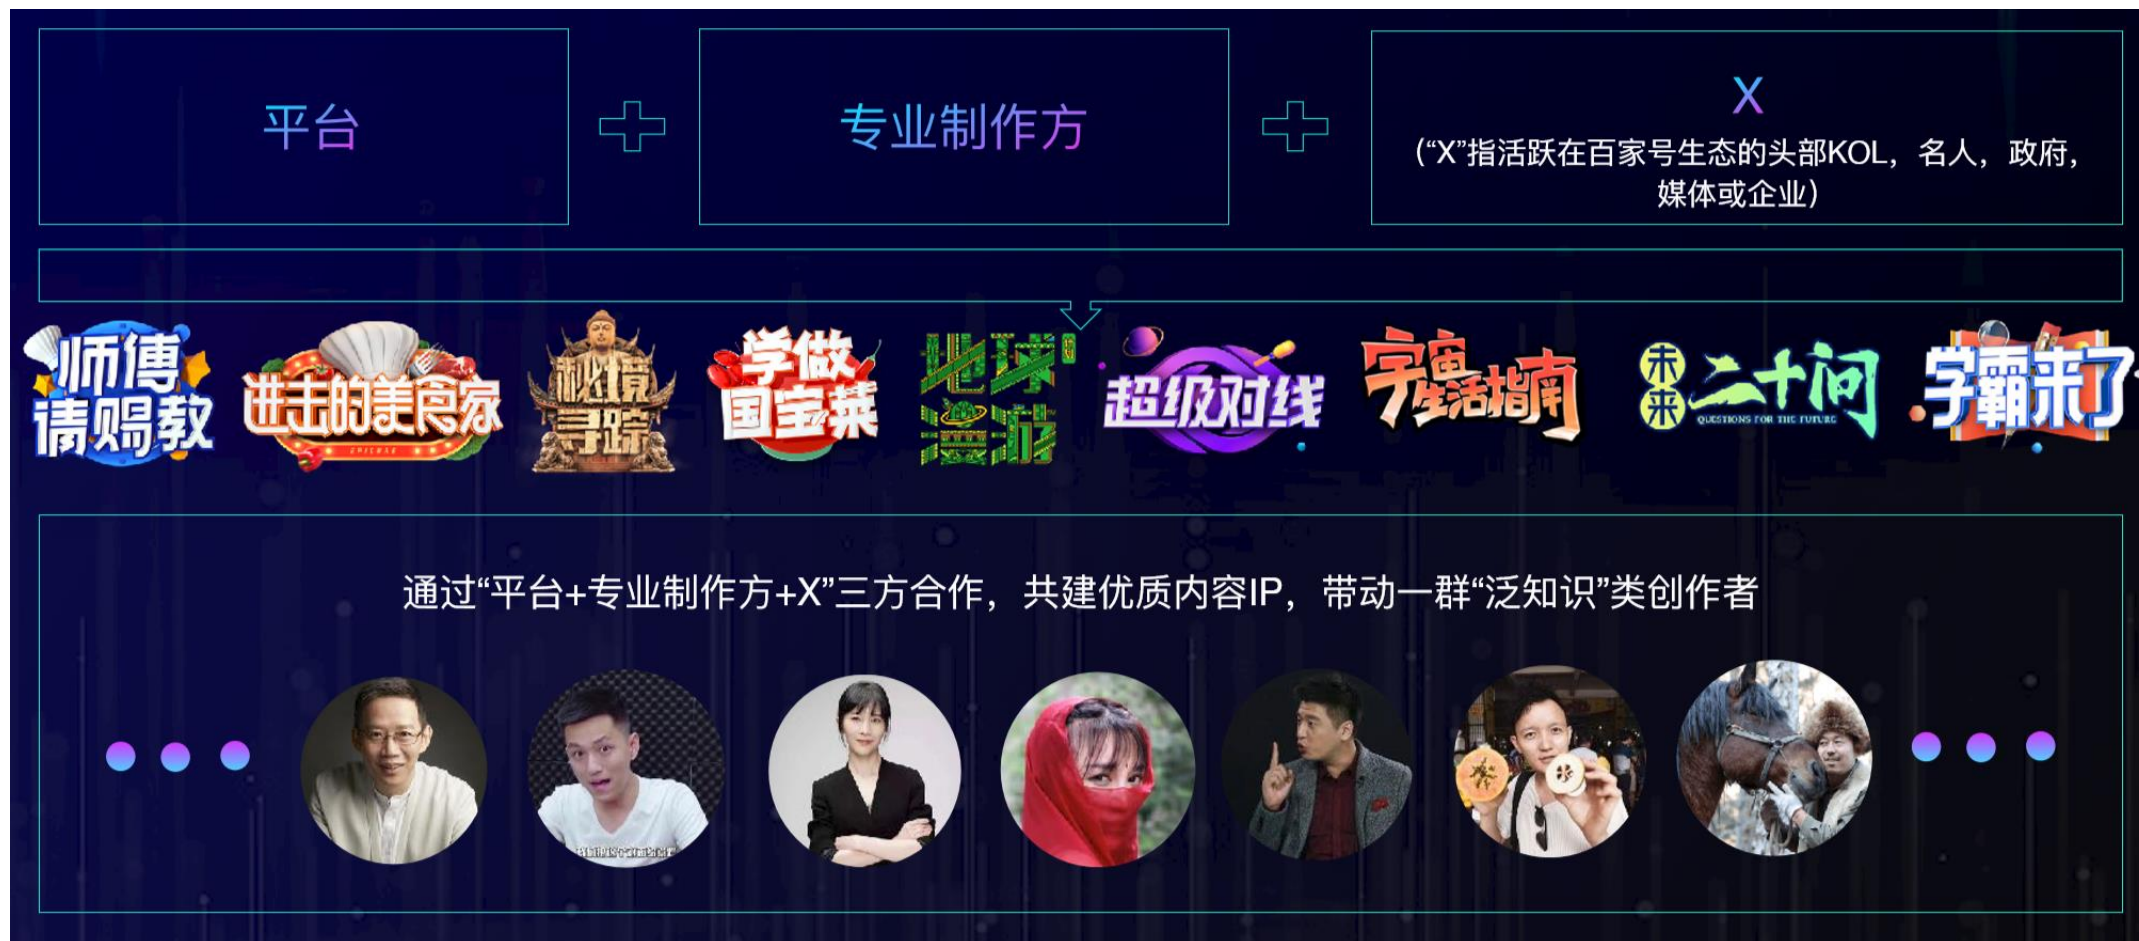 平台
专业制作方
X
（“X”指活跃在百家号生态的头部KOL，名人，政府，
媒体或企业）
师傅
请赐教
进击的美食家
秘境
寻踪
学做
国宝菜
地球
漫游
超级对线
宇宙
生活指南
未来
二十问
QUESTIONS FOR THE FUTURE
学霸来了
通过“平台+专业制作方+X”三方合作，共建优质内容IP，带动一群“泛知识”类创作者